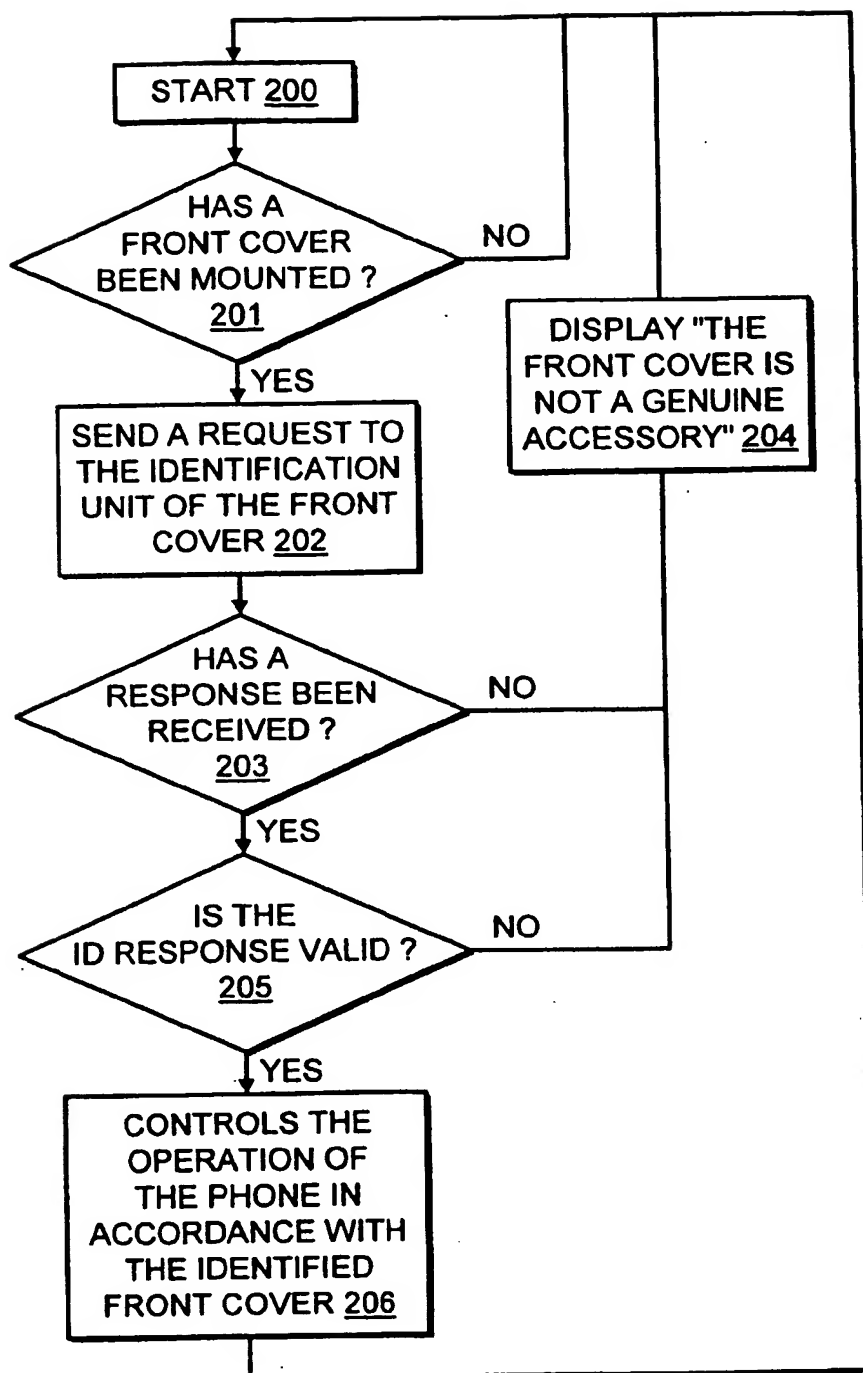 START 200
HAS A
FRONT COVER
BEEN MOUNTED ?
201
NO
YES
SEND A REQUEST TO
THE IDENTIFICATION
UNIT OF THE FRONT
COVER 202
DISPLAY "THE
FRONT COVER IS
NOT A GENUINE
ACCESSORY" 204
HAS A
RESPONSE BEEN
RECEIVED ?
203
NO
YES
IS THE
ID RESPONSE VALID ?
205
NO
YES
CONTROLS THE
OPERATION OF
THE PHONE IN
ACCORDANCE WITH
THE IDENTIFIED
FRONT COVER 206